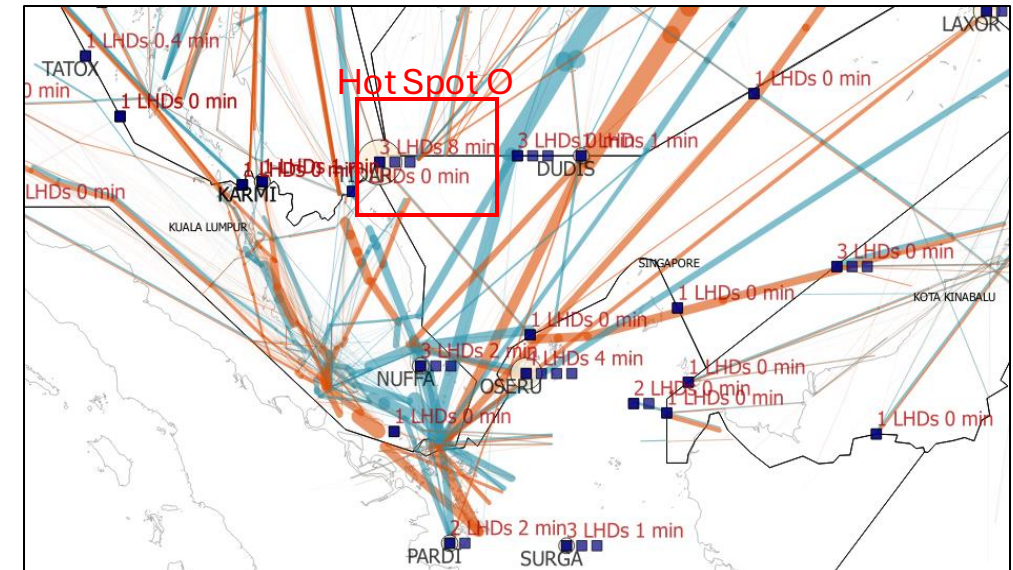 LAXOR
1 LHDs 0,4 min
TATOX
0 min
1 LHDs 0 min
Hot Spot O
1 LHDs 0 min
3 LHDs 8 min
3 LHDs
1 min
DUDIS
LHDs 0 min
KARMI
LHDs 0 min
KUALA LUMPUR
SINGAPORE
3 LHDs 0 min
KOTA KINABALU
1 LHDs 0 min
1 LHDs 0 min
3 LHDs 2 min
LHDs 4 min
NUFFA
OSERU
1 LHDs 0 min
2 LHDs 0 min
1 LHDs 0 min
1 LHDs 0 min
1 LHDs 0 min
2 LHDs 2 min
3 LHDs 1 min
PARDI
SURGA